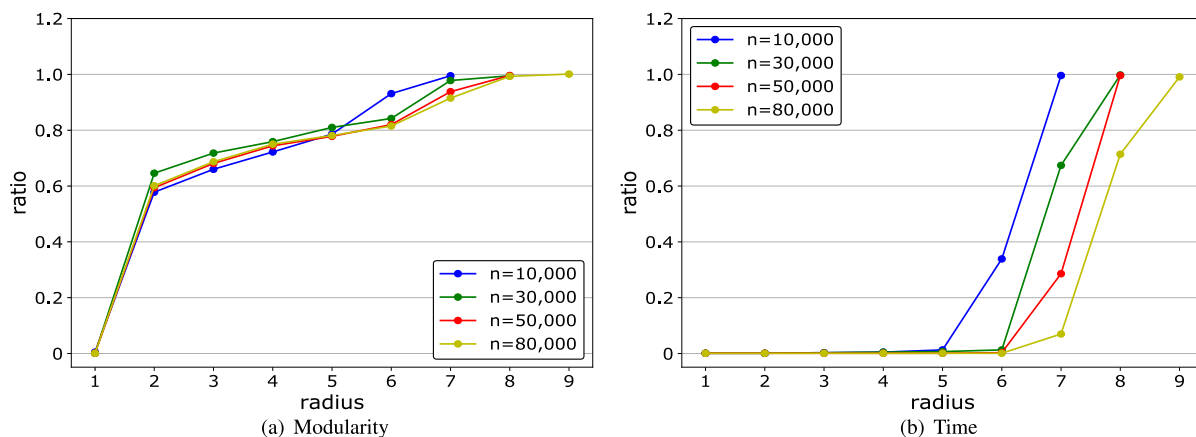 1.2
1.0
0.8
0.6
0.4
0.2
0
ratio
n=10,000
n=30,000
n=50,000
n=80,000
1 2 3 4 5 6 7 8 9
radius
(a) Modularity
1.2
1.0
0.8
0.6
0.4
0.2
0
ratio
n=10,000
n=30,000
n=50,000
n=80,000
1 2 3 4 5 6 7 8 9
radius
(b) Time